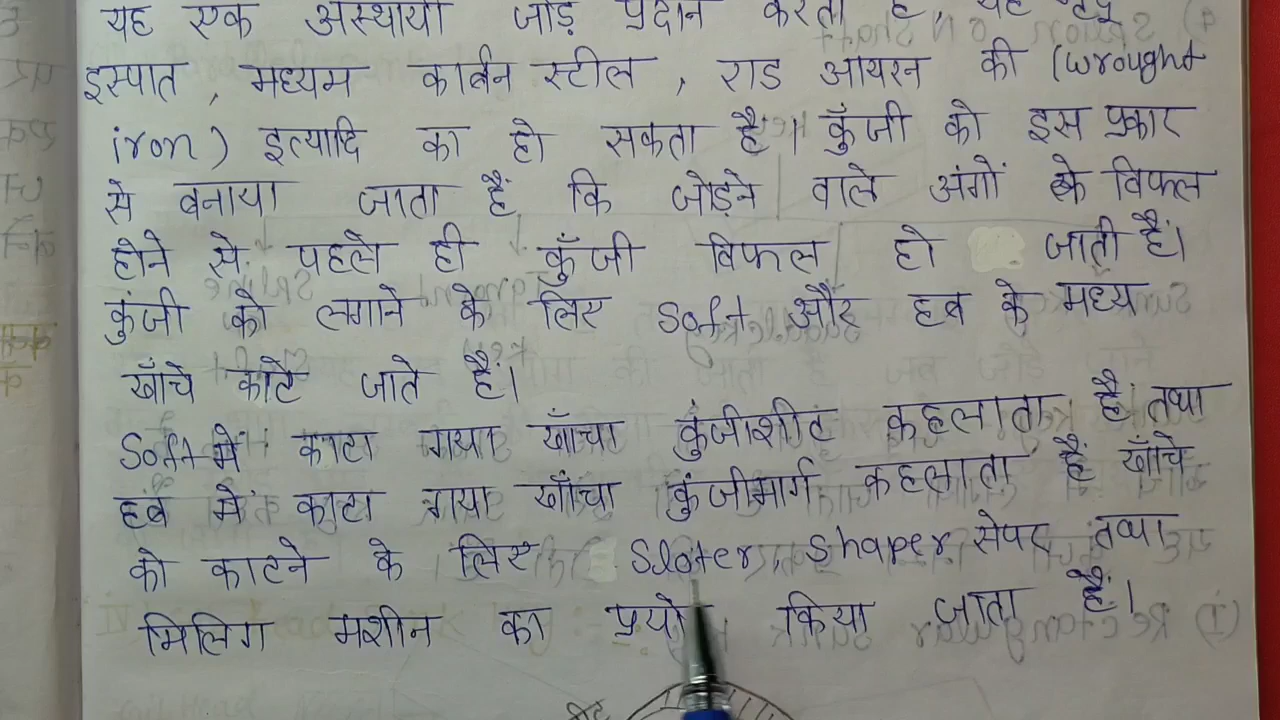 यह एक अस्थायी जोड़ प्रदान करता है, यह
इस्पात, मध्यम कार्बन स्टील, राड आयरन की (wrought
iron) इत्यादि का हो सकता है। कुँजी को इस प्रकार
से बनाया जाता है कि जोड़ने वाले अंगों के विफल
होने से पहले ही कुँजी विफल हो जाती हैं।
कुंजी को लगाने के लिए Soft और हब के मध्य
खाँचे काटे जाते हैं।
Soft में काटा गया खाँचा कुंजीशीट कहलाता है तथा
हब में काटा गया खाँचा कुंजीमार्ग कहलाता है खाँचे
को काटने के लिए Sloter, Shaper सेपर तथा
मिलिग मशीन का प्रयो किया जाता है।